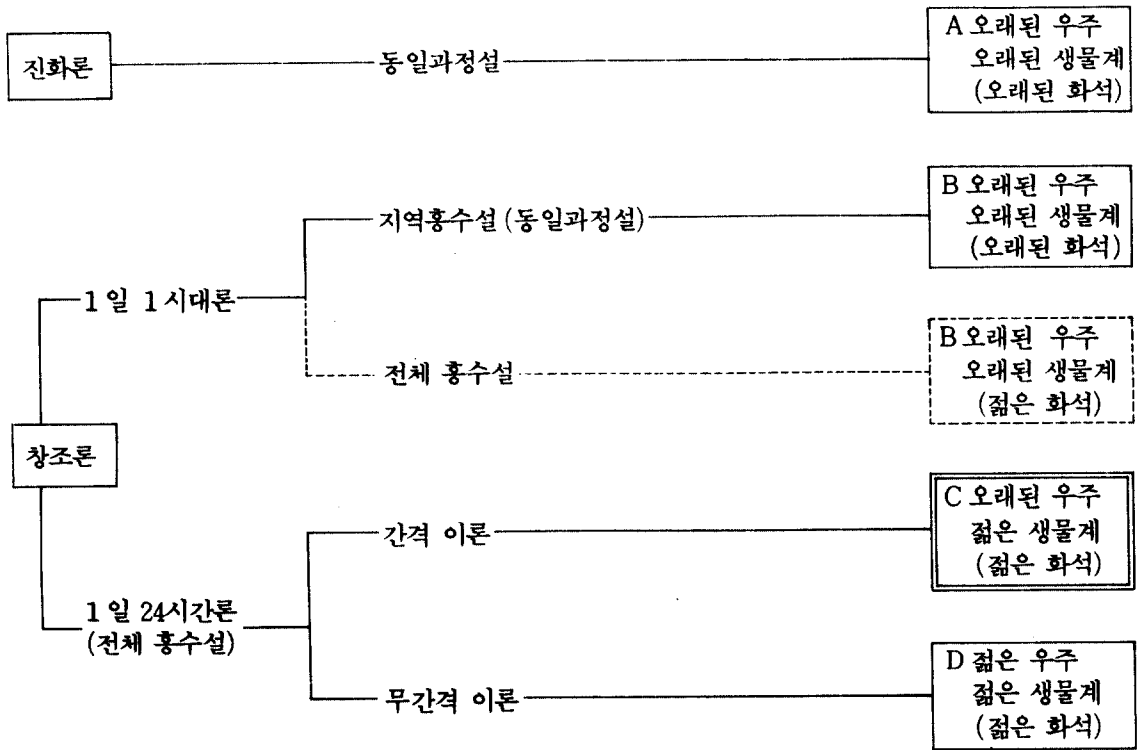 진화론
동일과정설
A 오래된 우주
오래된 생물계
(오래된 화석)
지역홍수설 (동일과정설)
B 오래된 우주
오래된 생물계
(오래된 화석)
1일 1시대론
전체 홍수설
B 오래된 우주
오래된 생물계
(젊은 화석)
창조론
간격 이론
C 오래된 우주
젊은 생물계
(젊은 화석)
1일 24시간론
(전체 홍수설)
무간격 이론
D 젊은 우주
젊은 생물계
(젊은 화석)